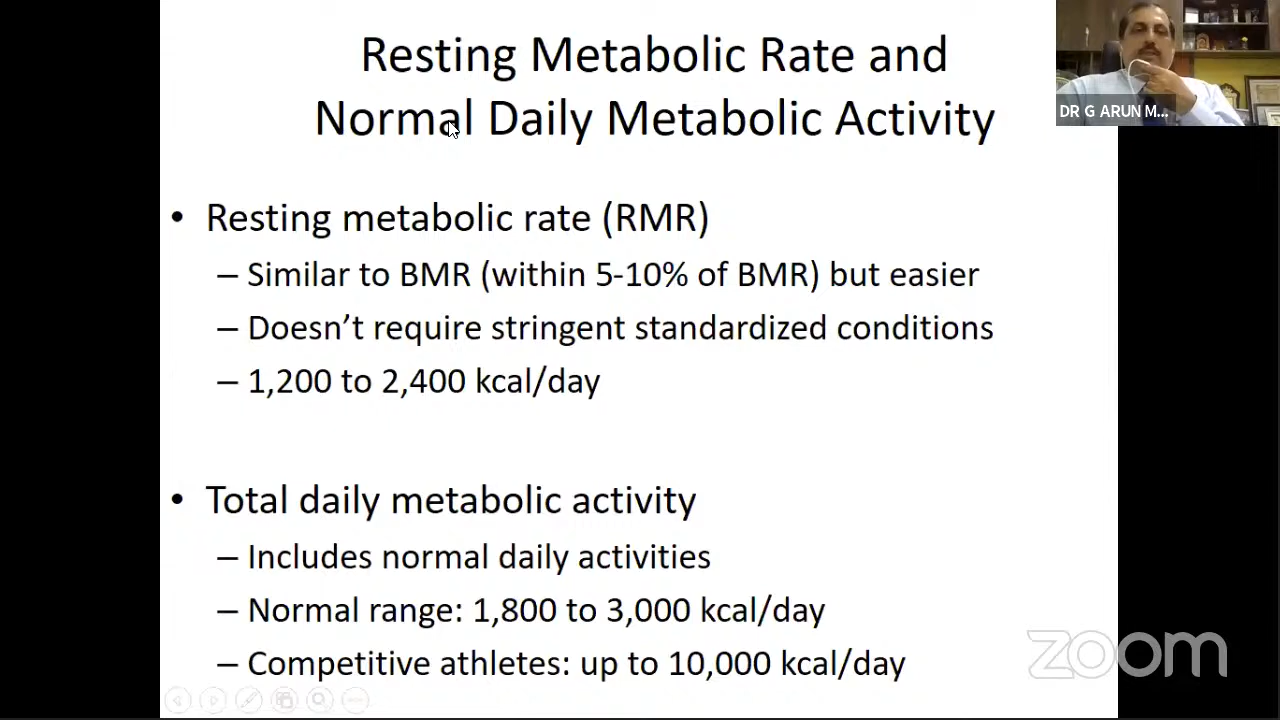 Resting Metabolic Rate and
Normal Daily Metabolic Activity
DR G ARUN M...
• Resting metabolic rate (RMR)
– Similar to BMR (within 5-10% of BMR) but easier
– Doesn’t require stringent standardized conditions
– 1,200 to 2,400 kcal/day
• Total daily metabolic activity
– Includes normal daily activities
– Normal range: 1,800 to 3,000 kcal/day
– Competitive athletes: up to 10,000 kcal/day
zoom